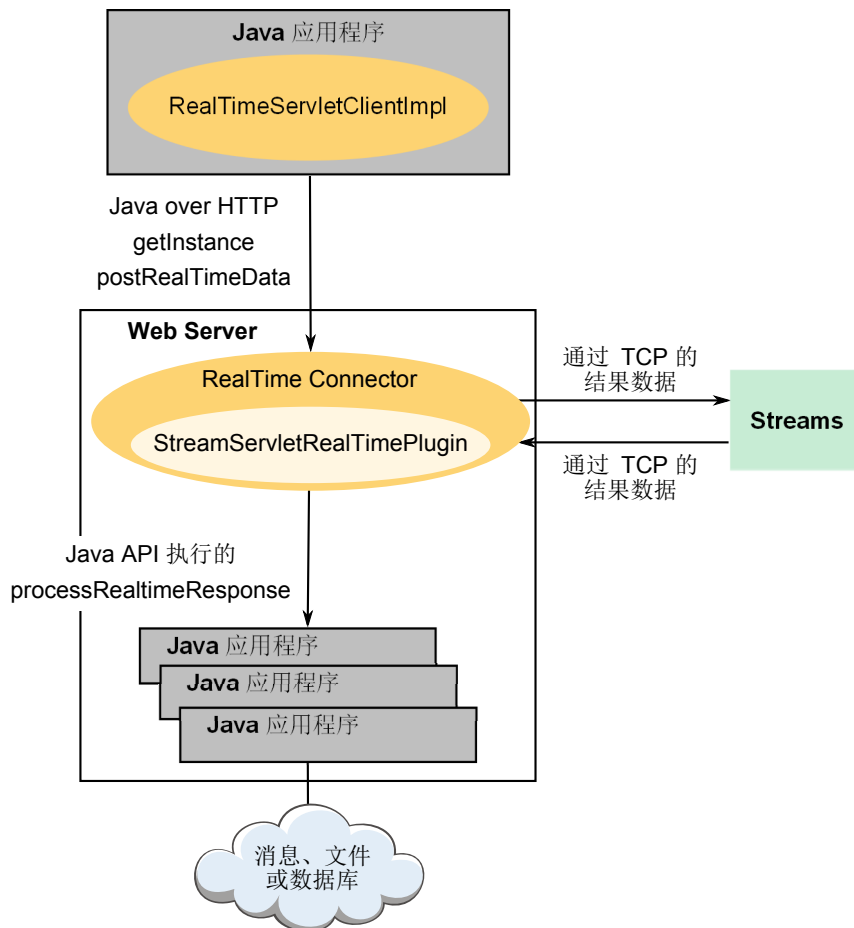 Java 应用程序
RealTimeServletClientImpl
Java over HTTP
getInstance
postRealTimeData
Web Server
RealTime Connector
StreamServletRealTimePlugin
通过 TCP 的
结果数据
Streams
通过 TCP 的
结果数据
Java API 执行的
processRealtimeResponse
Java 应用程序
Java 应用程序
Java 应用程序
消息、文件
或数据库